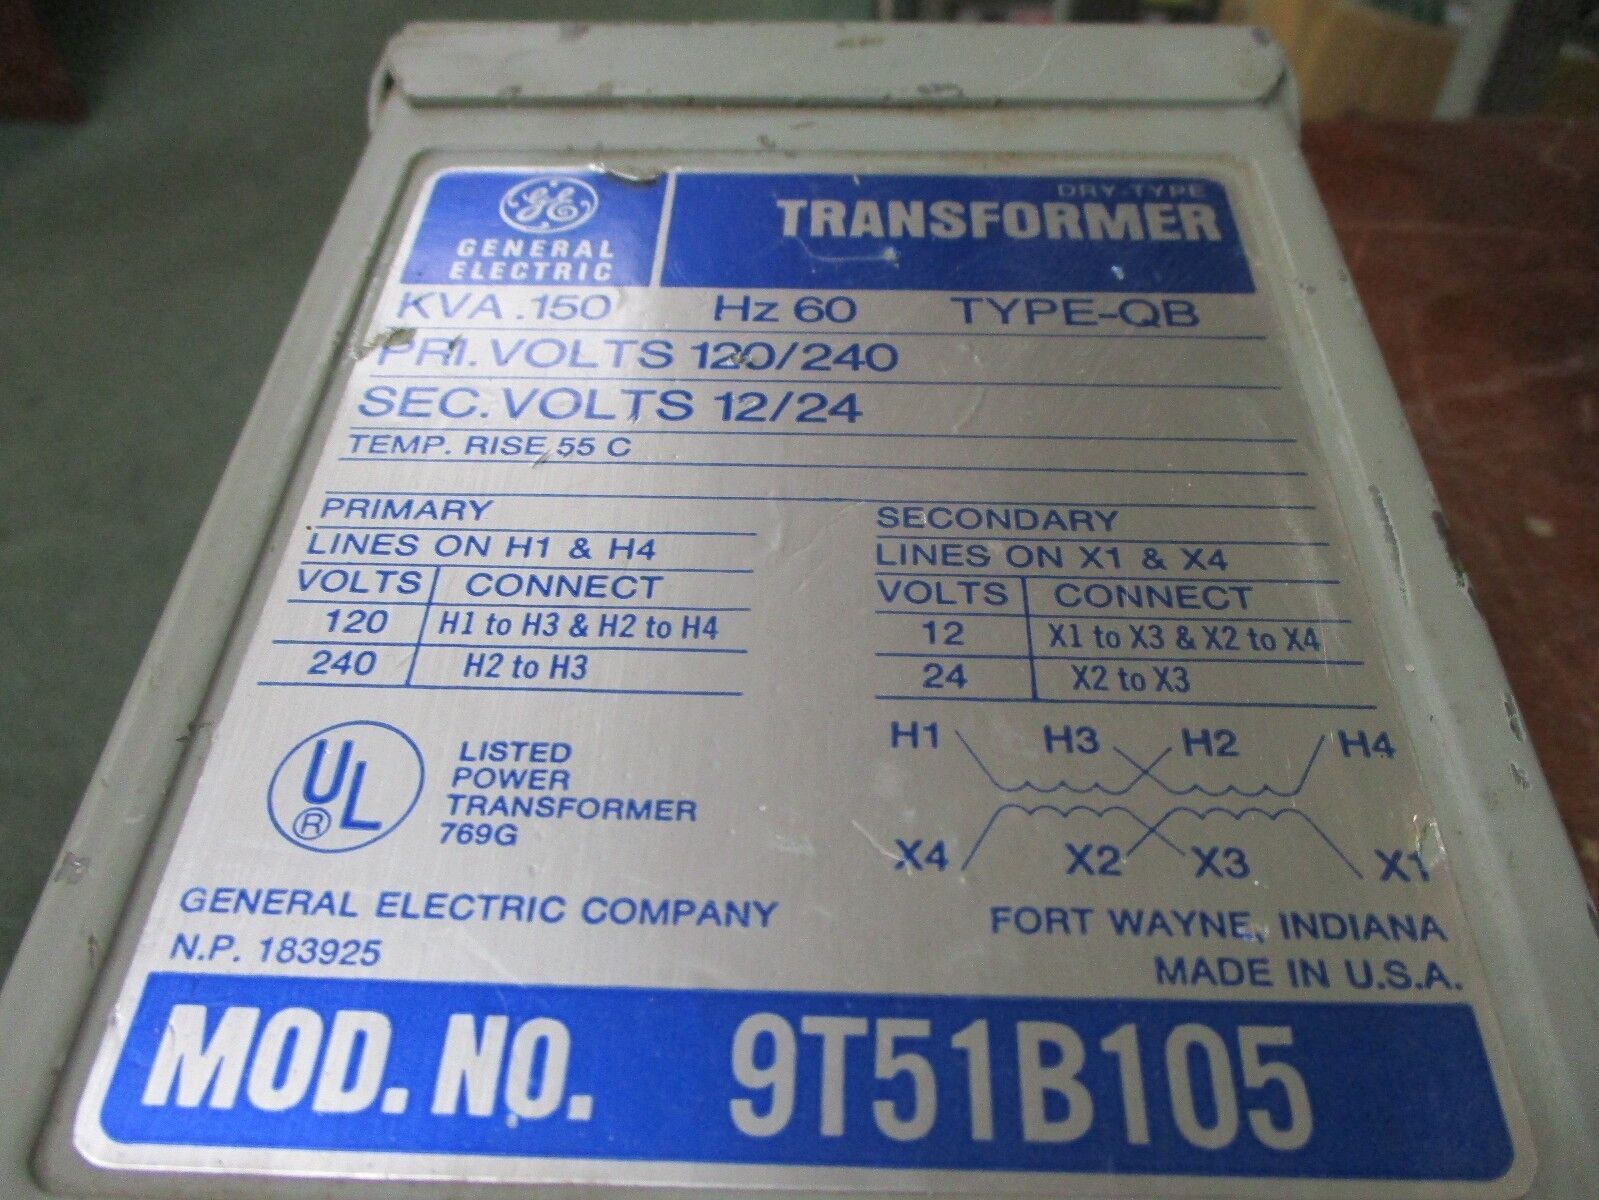 GE
GENERAL
ELECTRIC
DRY-TYPE
TRANSFORMER
KVA .150 Hz 60 TYPE-QB
PRI. VOLTS 120/240
SEC. VOLTS 12/24
TEMP. RISE 55 C
PRIMARY
LINES ON H1 & H4
VOLTS CONNECT
120 H1 to H3 & H2 to H4
240 H2 to H3
SECONDARY
LINES ON X1 & X4
VOLTS CONNECT
12 X1 to X3 & X2 to X4
24 X2 to X3
H1 H3 H2 H4
X4 X2 X3 X1
UL ®
LISTED
POWER
TRANSFORMER
769G
GENERAL ELECTRIC COMPANY
N.P. 183925
FORT WAYNE, INDIANA
MADE IN U.S.A.
MOD. NO. 9T51B105